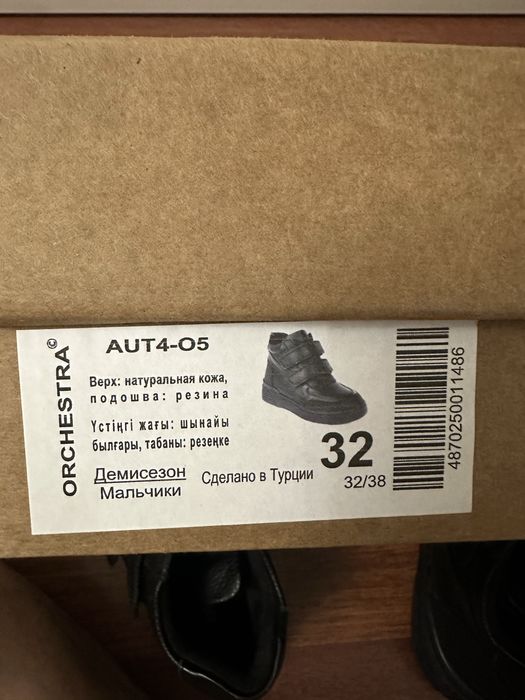 ORCHESTRA©
AUT4-O5
Верх: натуральная кожа,
подошва: резина
Үстіңгі жағы: шынайы
былғары, табаны: резеңке
Демисезон
Мальчики
Сделано в Турции
32
32/38
4870250011486